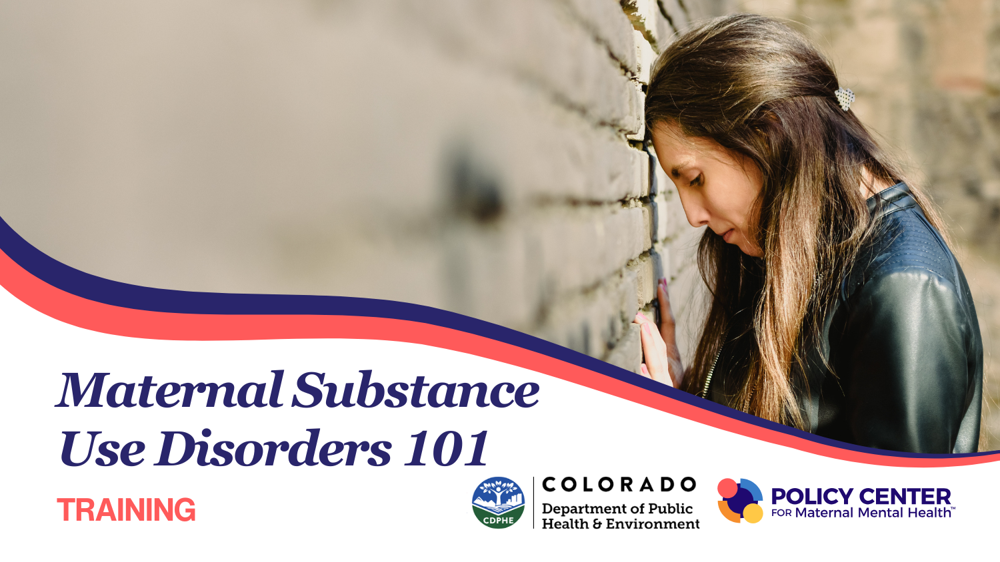 Maternal Substance
Use Disorders 101
TRAINING
CDPHE
COLORADO
Department of Public
Health & Environment
POLICY CENTER
FOR Maternal Mental Health™